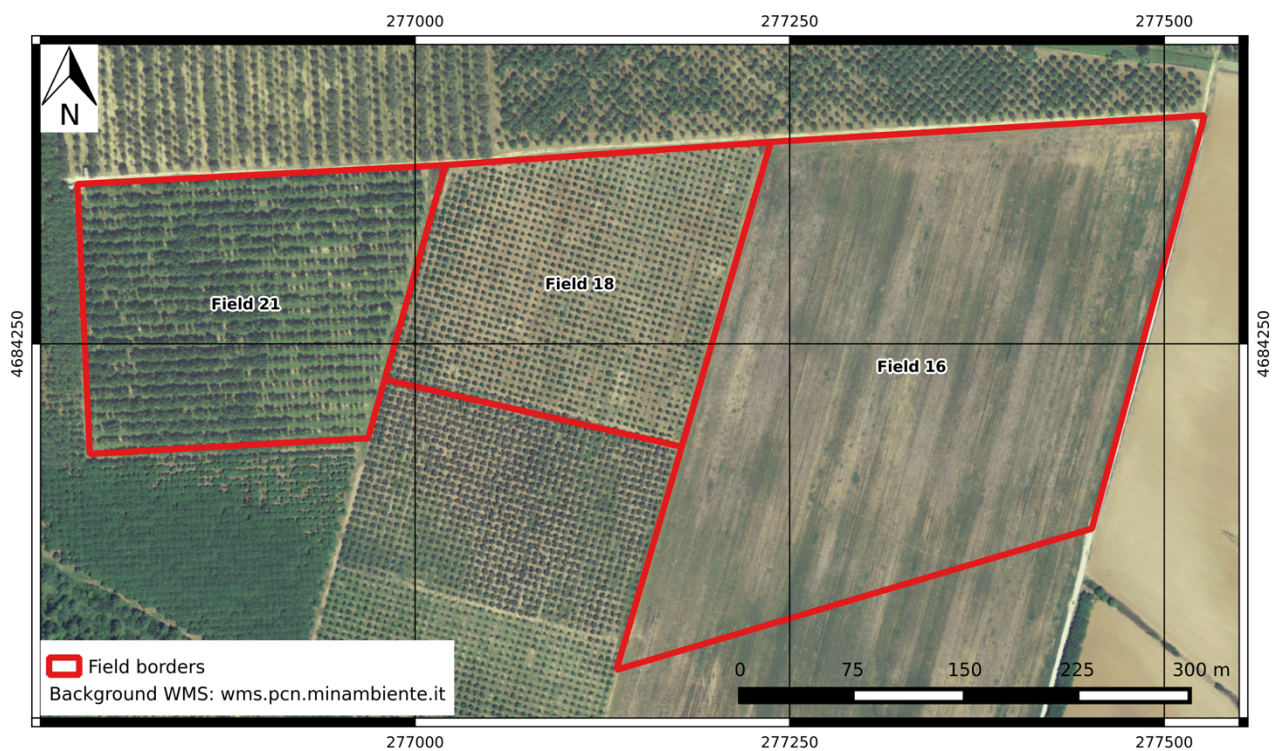 277000 277250 277500
N
Field 21
Field 18
Field 16
4684250
4684250
Field borders
Background WMS: wms.pcn.minambiente.it
0 75 150 225 300 m
277000 277250 277500